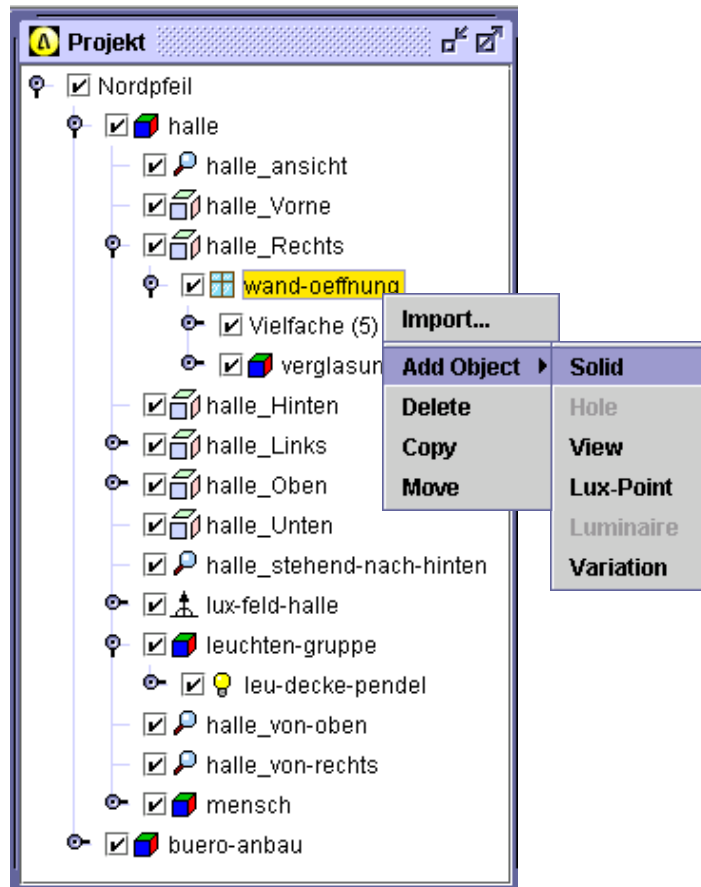 Projekt
Nordpfeil
halle
halle_ansicht
halle_Vorne
halle_Rechts
wand-oeffnung
Vielfache (5)
verglasun
halle_Hinten
halle_Links
halle_Oben
halle_Unten
halle_stehend-nach-hinten
lux-feld-halle
leuchten-gruppe
leu-decke-pendel
halle_von-oben
halle_von-rechts
mensch
buero-anbau
Import...
Add Object
Delete
Copy
Move
Solid
Hole
View
Lux-Point
Luminaire
Variation